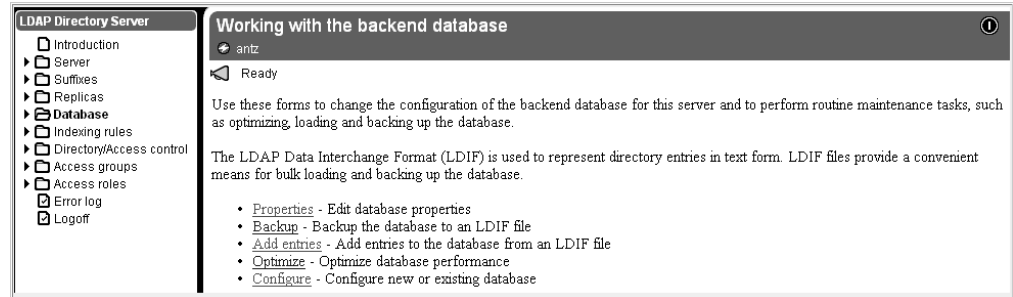 LDAP Directory Server
Introduction
Server
Suffixes
Replicas
Database
Indexing rules
Directory/Access control
Access groups
Access roles
Error log
Logoff
Working with the backend database
antz
Ready
Use these forms to change the configuration of the backend database for this server and to perform routine maintenance tasks, such
as optimizing, loading and backing up the database.
The LDAP Data Interchange Format (LDIF) is used to represent directory entries in text form. LDIF files provide a convenient
means for bulk loading and backing up the database.
• Properties - Edit database properties
• Backup - Backup the database to an LDIF file
• Add entries - Add entries to the database from an LDIF file
• Optimize - Optimize database performance
• Configure - Configure new or existing database